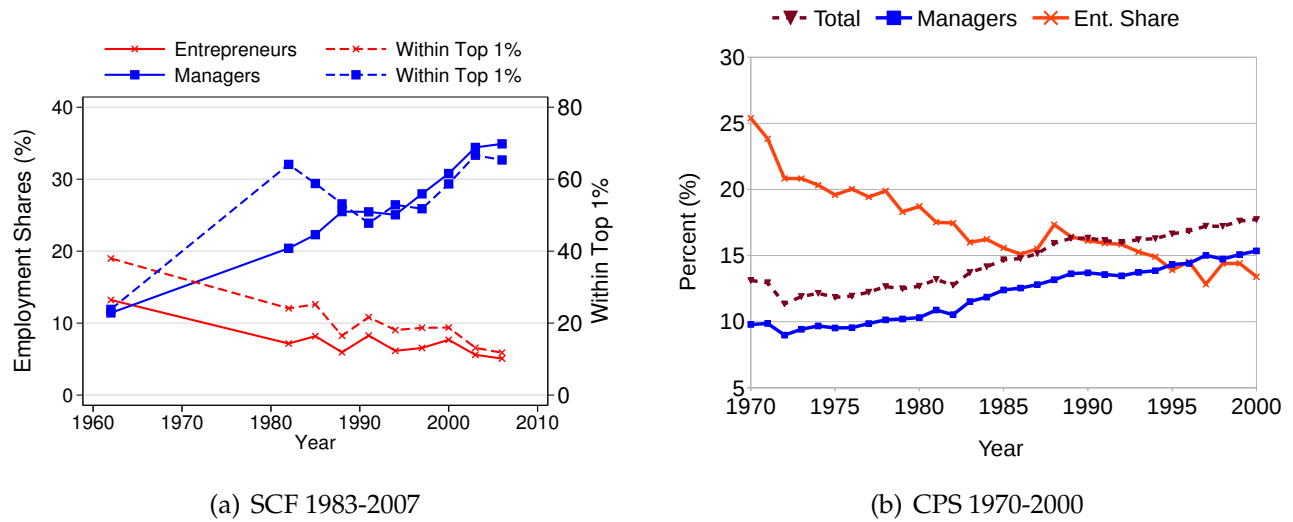 Entrepreneurs Within Top 1%
Managers Within Top 1%
Employment Shares (%)
40
30
20
10
0
80
60
40
20
0
Within Top 1%
1960 1970 1980 1990 2000 2010
Year
(a) SCF 1983-2007
Total Managers Ent. Share
Percent (%)
30
25
20
15
10
5
1970 1975 1980 1985 1990 1995 2000
Year
(b) CPS 1970-2000